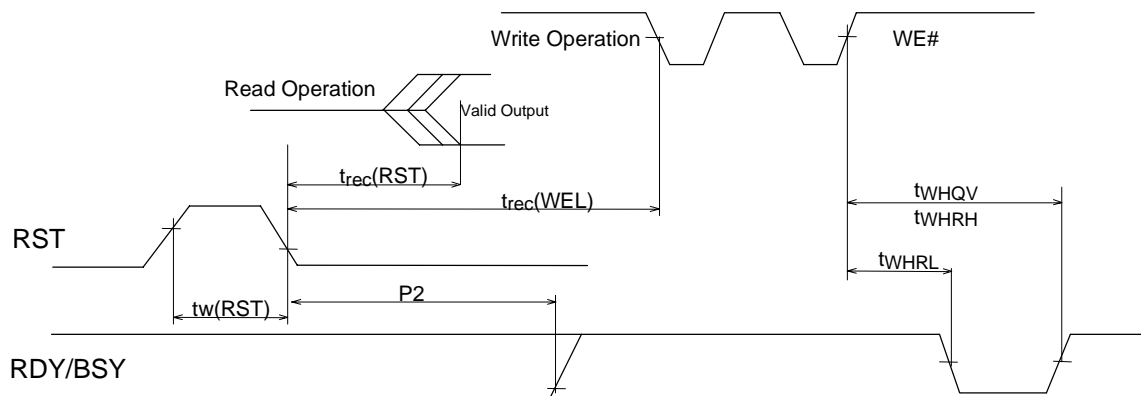 Write Operation
WE#
Read Operation
Valid Output
trec(RST)
trec(WEL)
tWHQV
tWHRH
RST
tWHRL
P2
tw(RST)
RDY/BSY